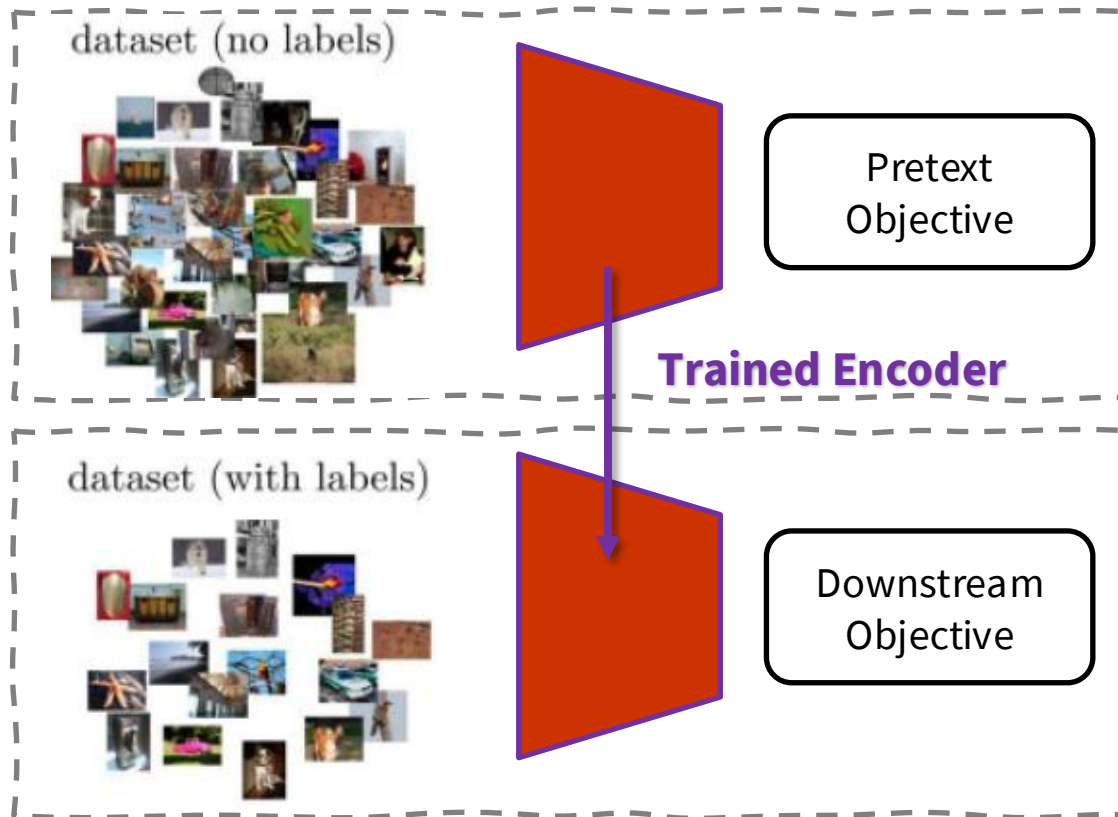 dataset (no labels)
Pretext
Objective
Trained Encoder
dataset (with labels)
Downstream
Objective